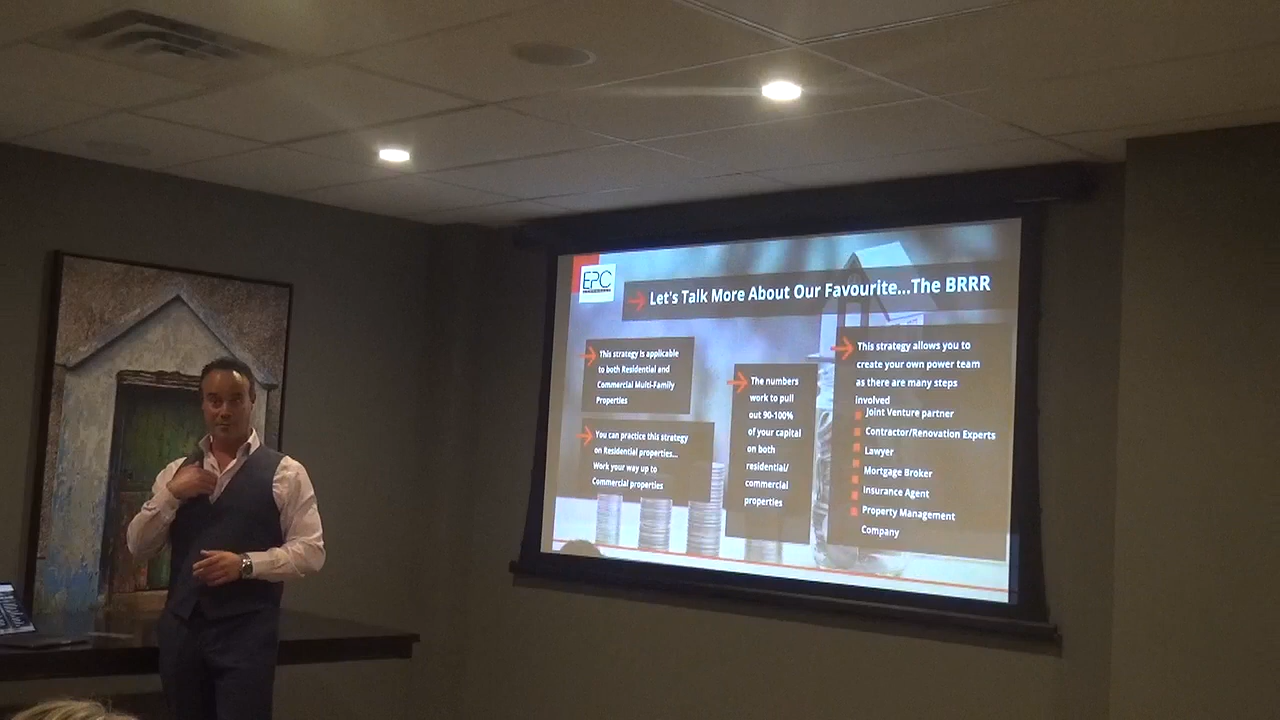 EPC
Let's Talk More About Our Favourite...The BRRR
This strategy is applicable
to both Residential and
Commercial Multi-Family
Properties
You can practice this strategy
on Residential properties...
Work your way up to
Commercial properties
The numbers
work to pull
out 90-100%
of your capital
on both
residential/
commercial
properties
This strategy allows you to
create your own power team
as there are many steps
involved
Joint Venture partner
Contractor/Renovation Experts
Lawyer
Mortgage Broker
Insurance Agent
Property Management
Company